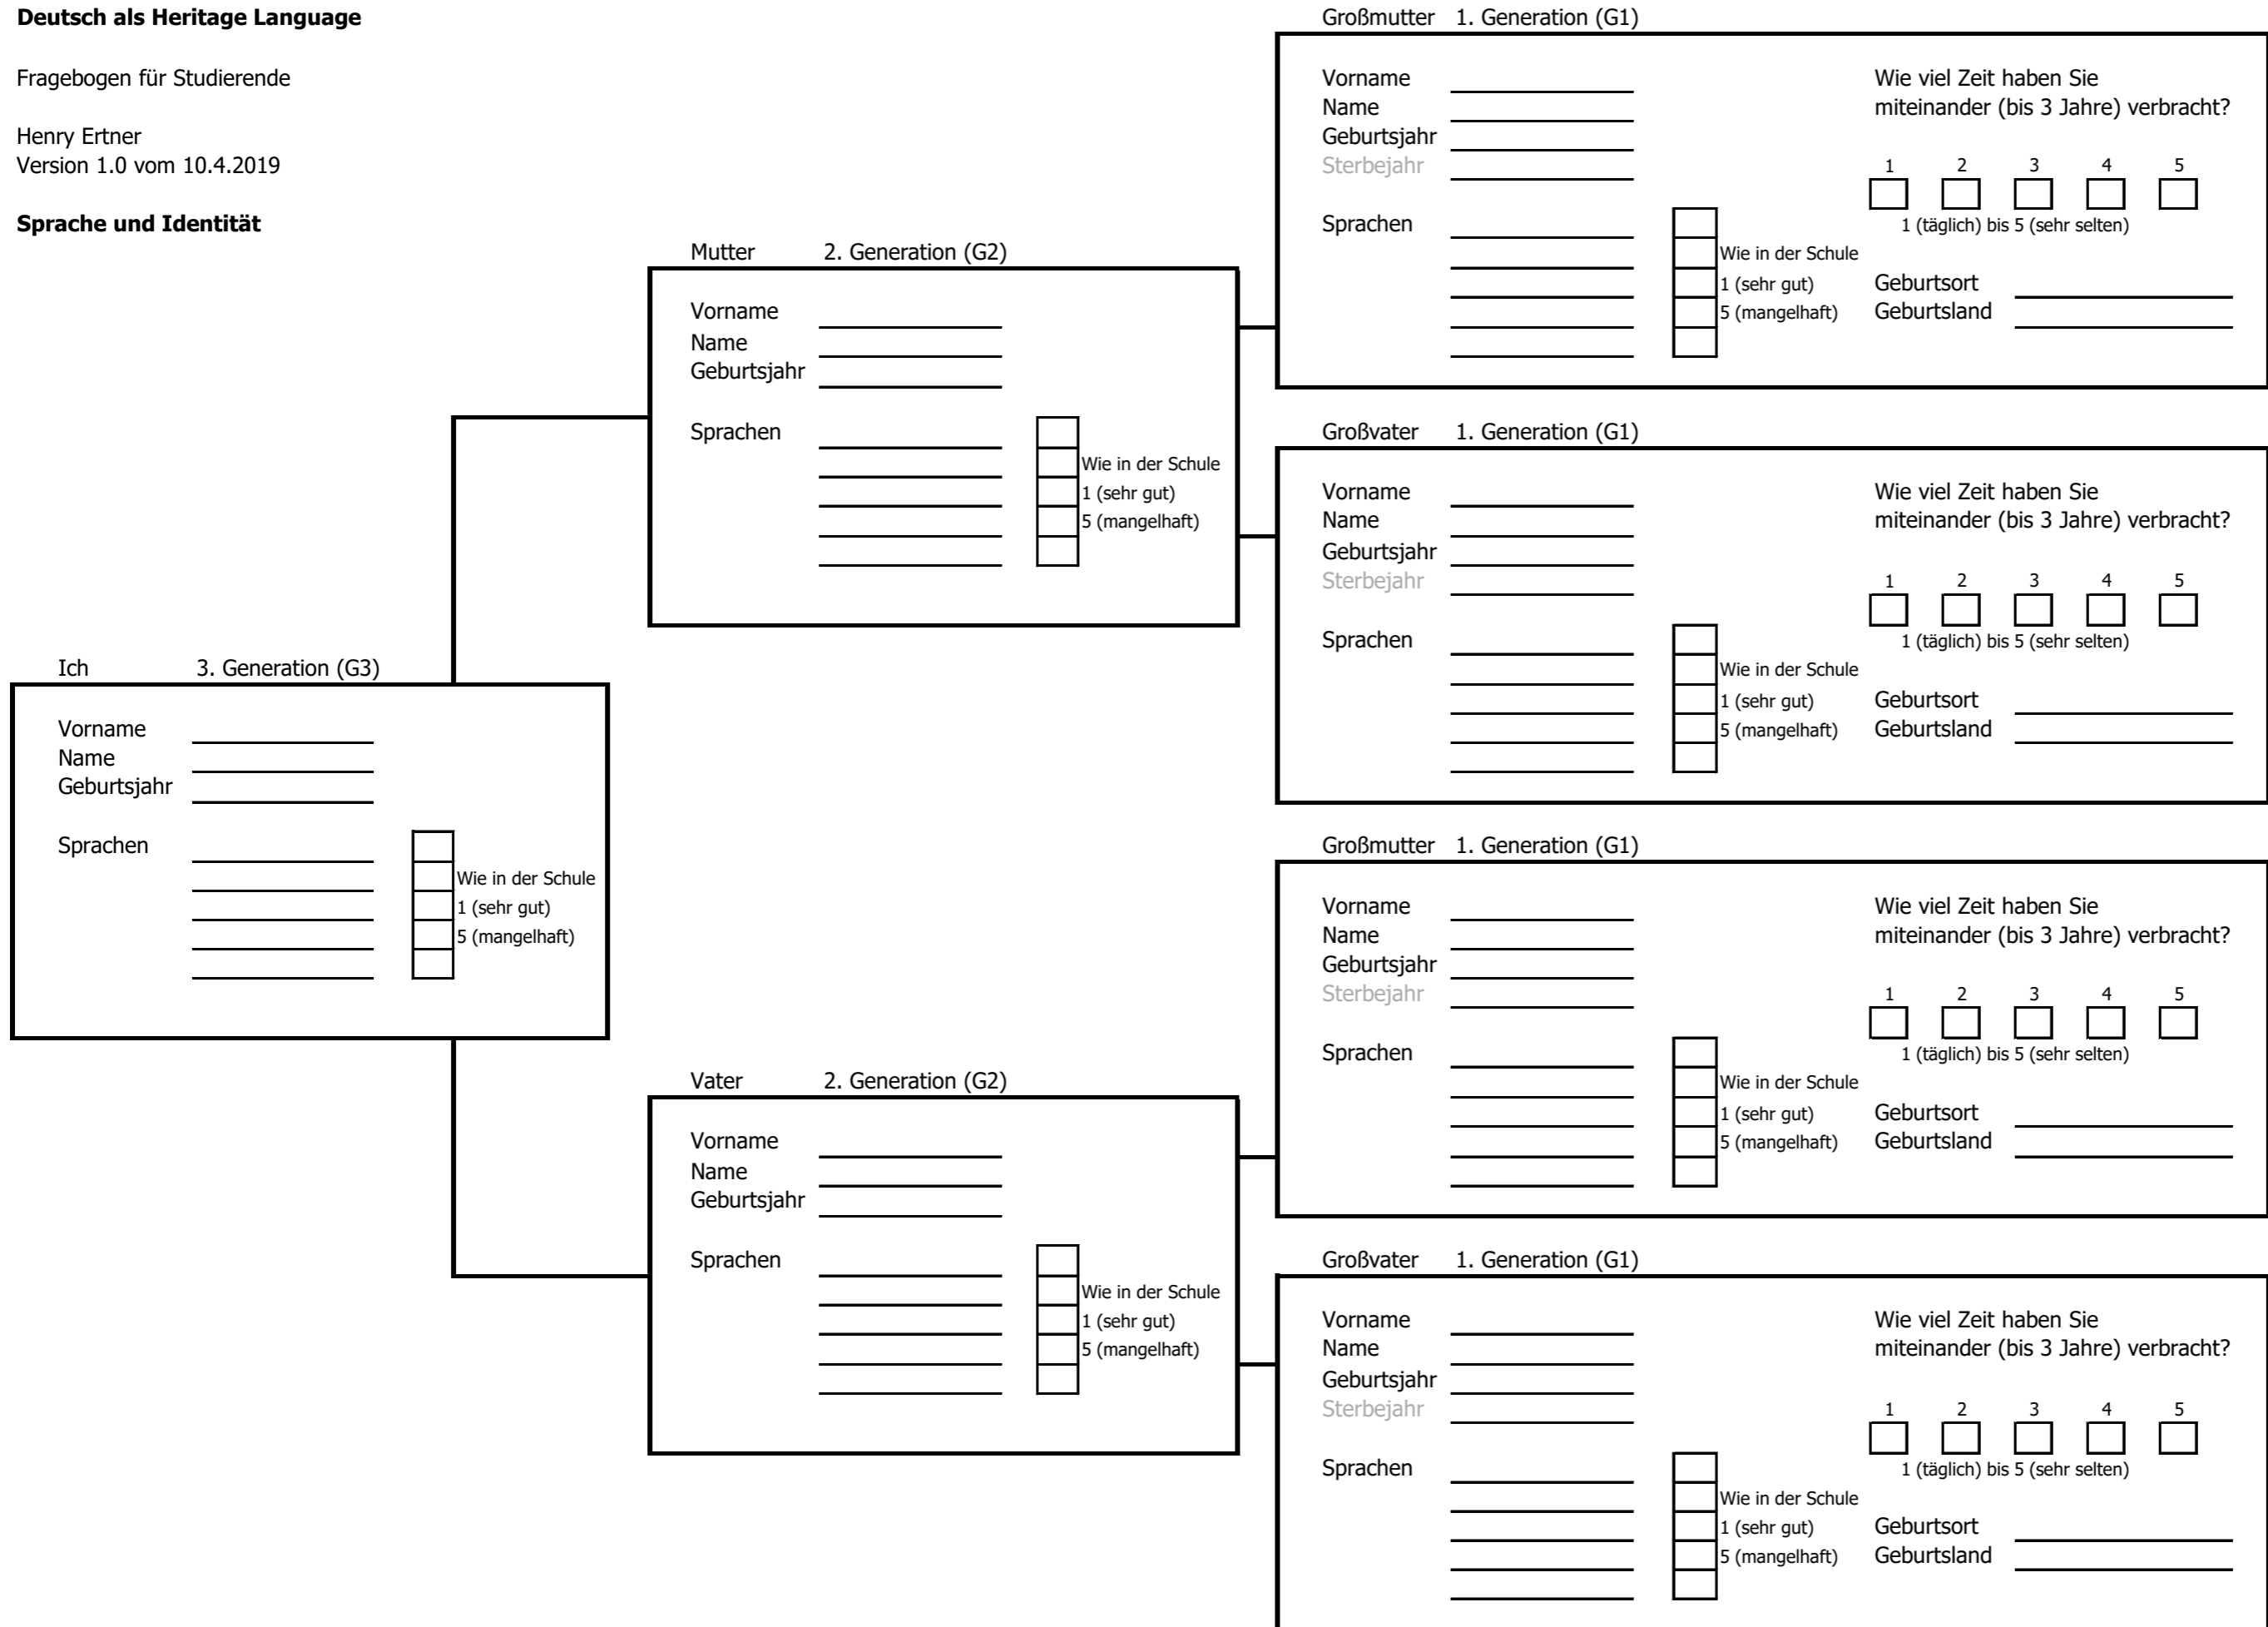 Deutsch als Heritage Language
Fragebogen für Studierende
Henry Ertner
Version 1.0 vom 10.4.2019
Sprache und Identität
Ich 3. Generation (G3)
Vorname
Name
Geburtsjahr
Sprachen
Wie in der Schule
1 (sehr gut)
5 (mangelhaft)
Mutter 2. Generation (G2)
Vorname
Name
Geburtsjahr
Sprachen
Wie in der Schule
1 (sehr gut)
5 (mangelhaft)
Vater 2. Generation (G2)
Vorname
Name
Geburtsjahr
Sprachen
Wie in der Schule
1 (sehr gut)
5 (mangelhaft)
Großmutter 1. Generation (G1)
Vorname
Name
Geburtsjahr
Sterbejahr
Sprachen
Wie in der Schule
1 (sehr gut)
5 (mangelhaft)
Wie viel Zeit haben Sie
miteinander (bis 3 Jahre) verbracht?
1 2 3 4 5
1 (täglich) bis 5 (sehr selten)
Geburtsort
Geburtsland
Großvater 1. Generation (G1)
Vorname
Name
Geburtsjahr
Sterbejahr
Sprachen
Wie in der Schule
1 (sehr gut)
5 (mangelhaft)
Wie viel Zeit haben Sie
miteinander (bis 3 Jahre) verbracht?
1 2 3 4 5
1 (täglich) bis 5 (sehr selten)
Geburtsort
Geburtsland
Großmutter 1. Generation (G1)
Vorname
Name
Geburtsjahr
Sterbejahr
Sprachen
Wie in der Schule
1 (sehr gut)
5 (mangelhaft)
Wie viel Zeit haben Sie
miteinander (bis 3 Jahre) verbracht?
1 2 3 4 5
1 (täglich) bis 5 (sehr selten)
Geburtsort
Geburtsland
Großvater 1. Generation (G1)
Vorname
Name
Geburtsjahr
Sterbejahr
Sprachen
Wie in der Schule
1 (sehr gut)
5 (mangelhaft)
Wie viel Zeit haben Sie
miteinander (bis 3 Jahre) verbracht?
1 2 3 4 5
1 (täglich) bis 5 (sehr selten)
Geburtsort
Geburtsland